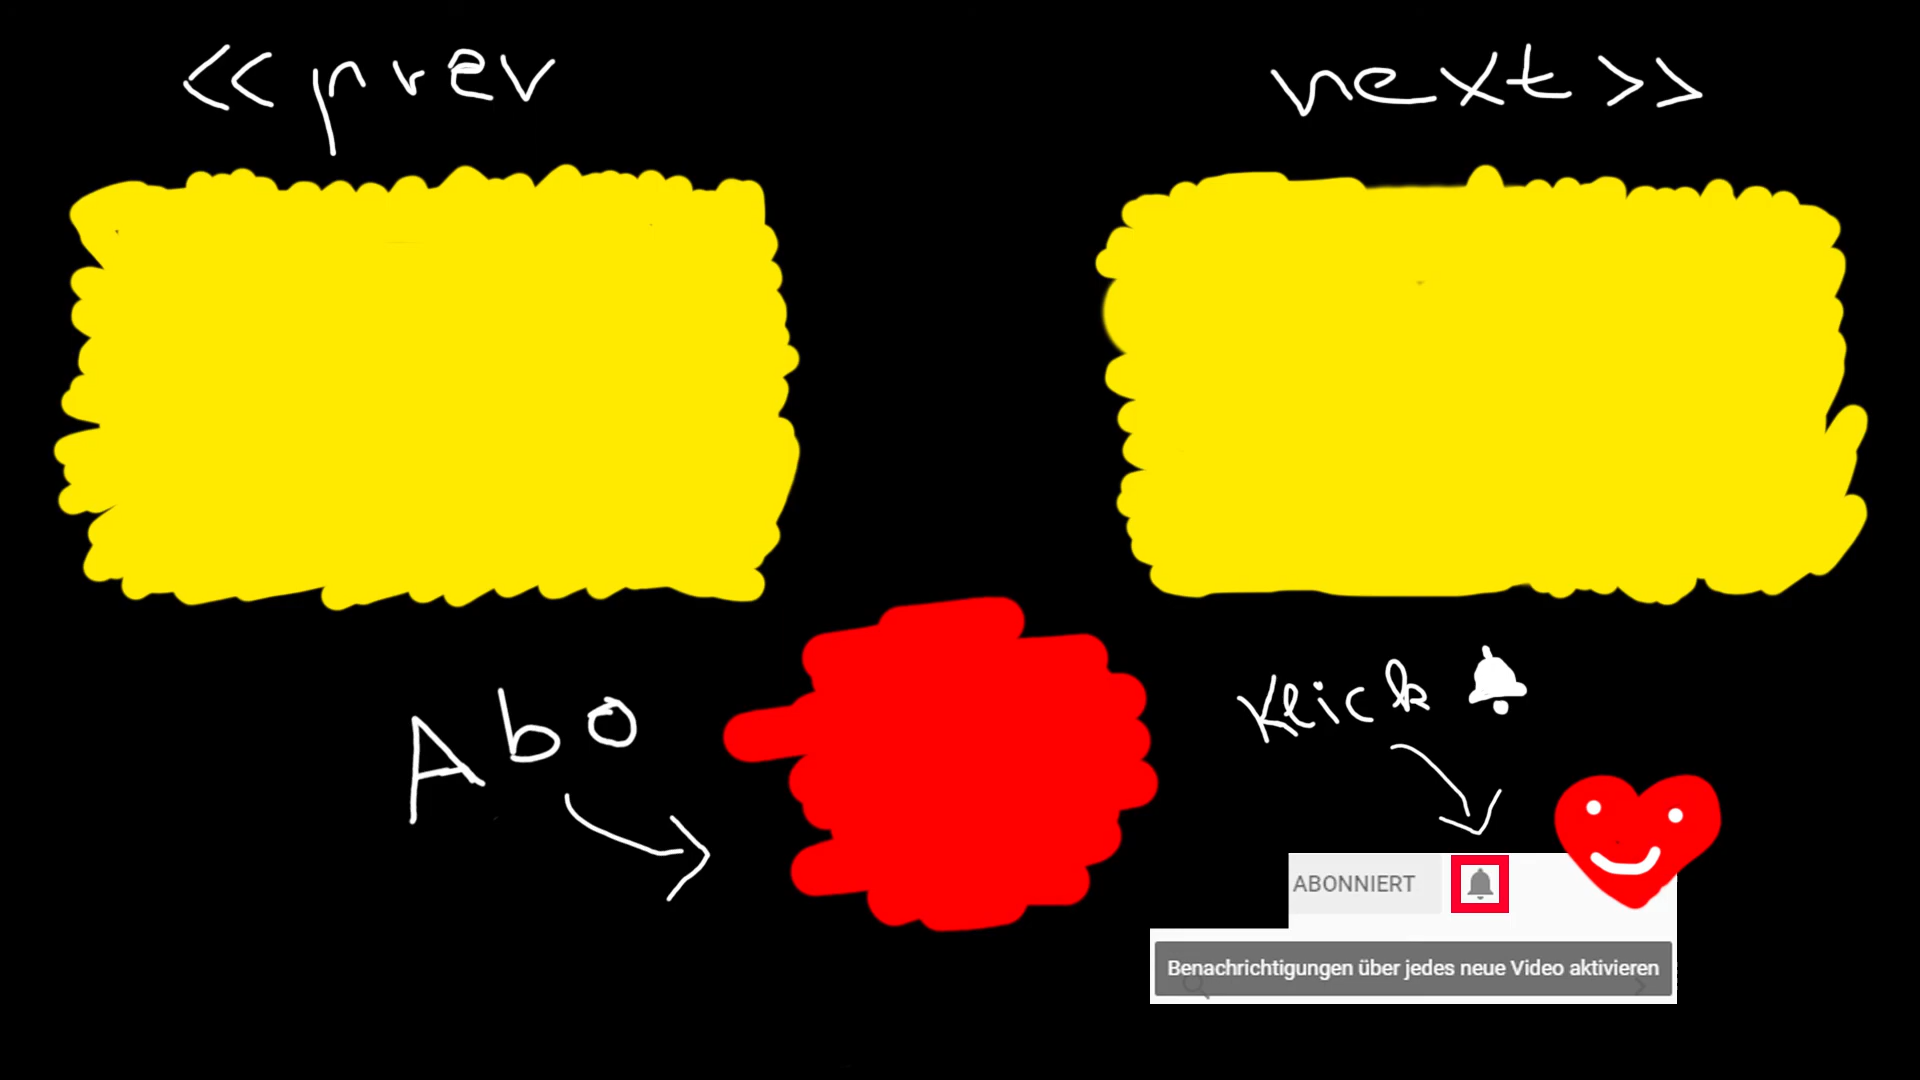 <<prev
next>>
Abo
Klick
ABONNIERT
Benachrichtigungen über jedes neue Video aktivieren